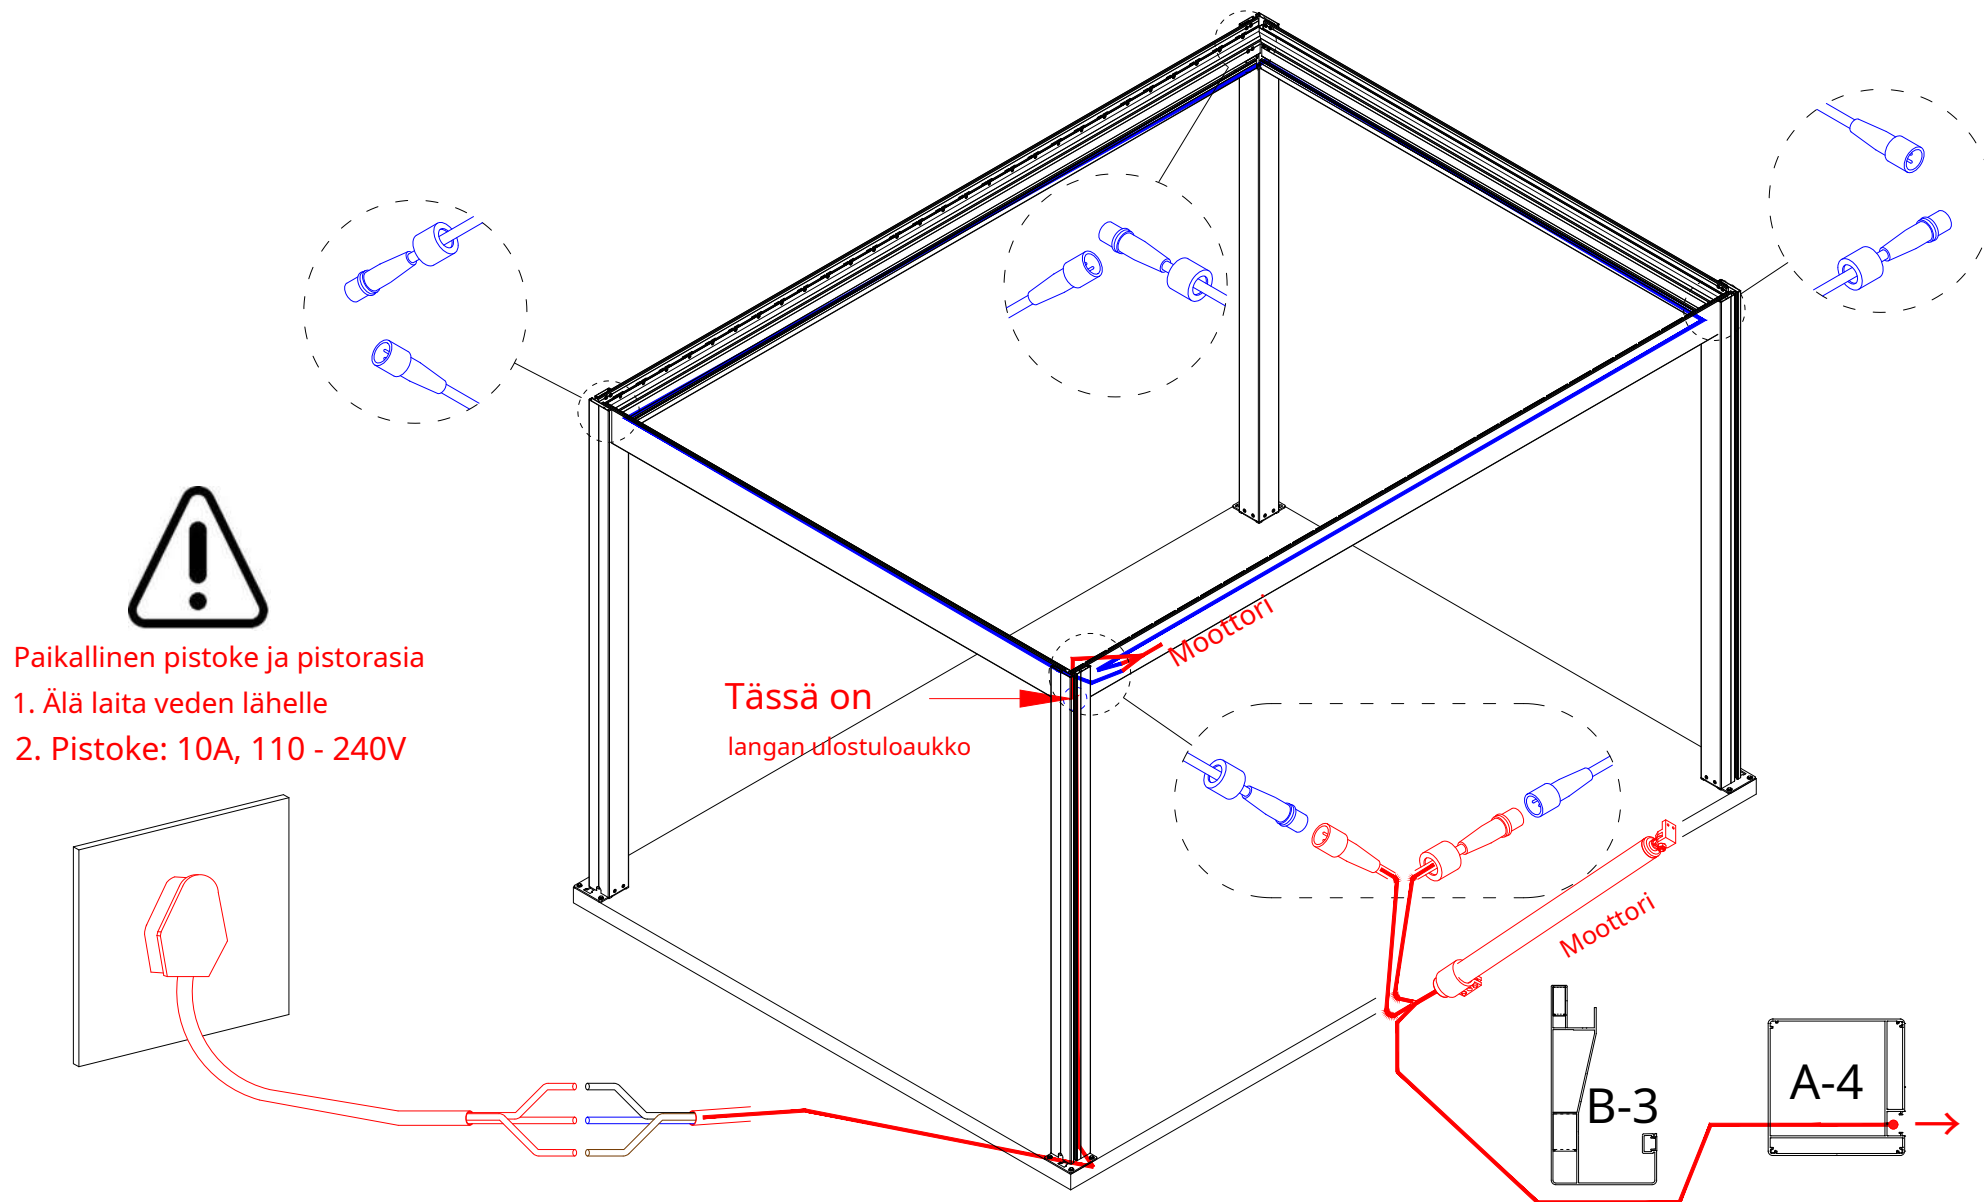 Paikallinen pistoke ja pistorasia
1. Älä laita veden lähelle
2. Pistoke: 10A, 110 - 240V
Tässä on
langan ulostuloaukko
Moottori
Moottori
B-3
A-4